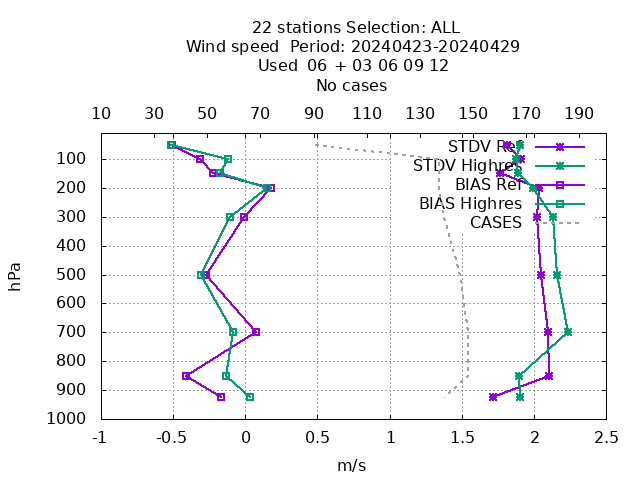 22 stations Selection: ALL
Wind speed  Period: 20240423-20240429
Used  06 + 03 06 09 12
No cases
10 30 50 70 90 110 130 150 170 190
STDV Ref
STDV Highres
BIAS Ref
BIAS Highres
CASES
100
200
300
400
500
600
700
800
900
1000
hPa
-1 -0.5 0 0.5 1 1.5 2 2.5
m/s